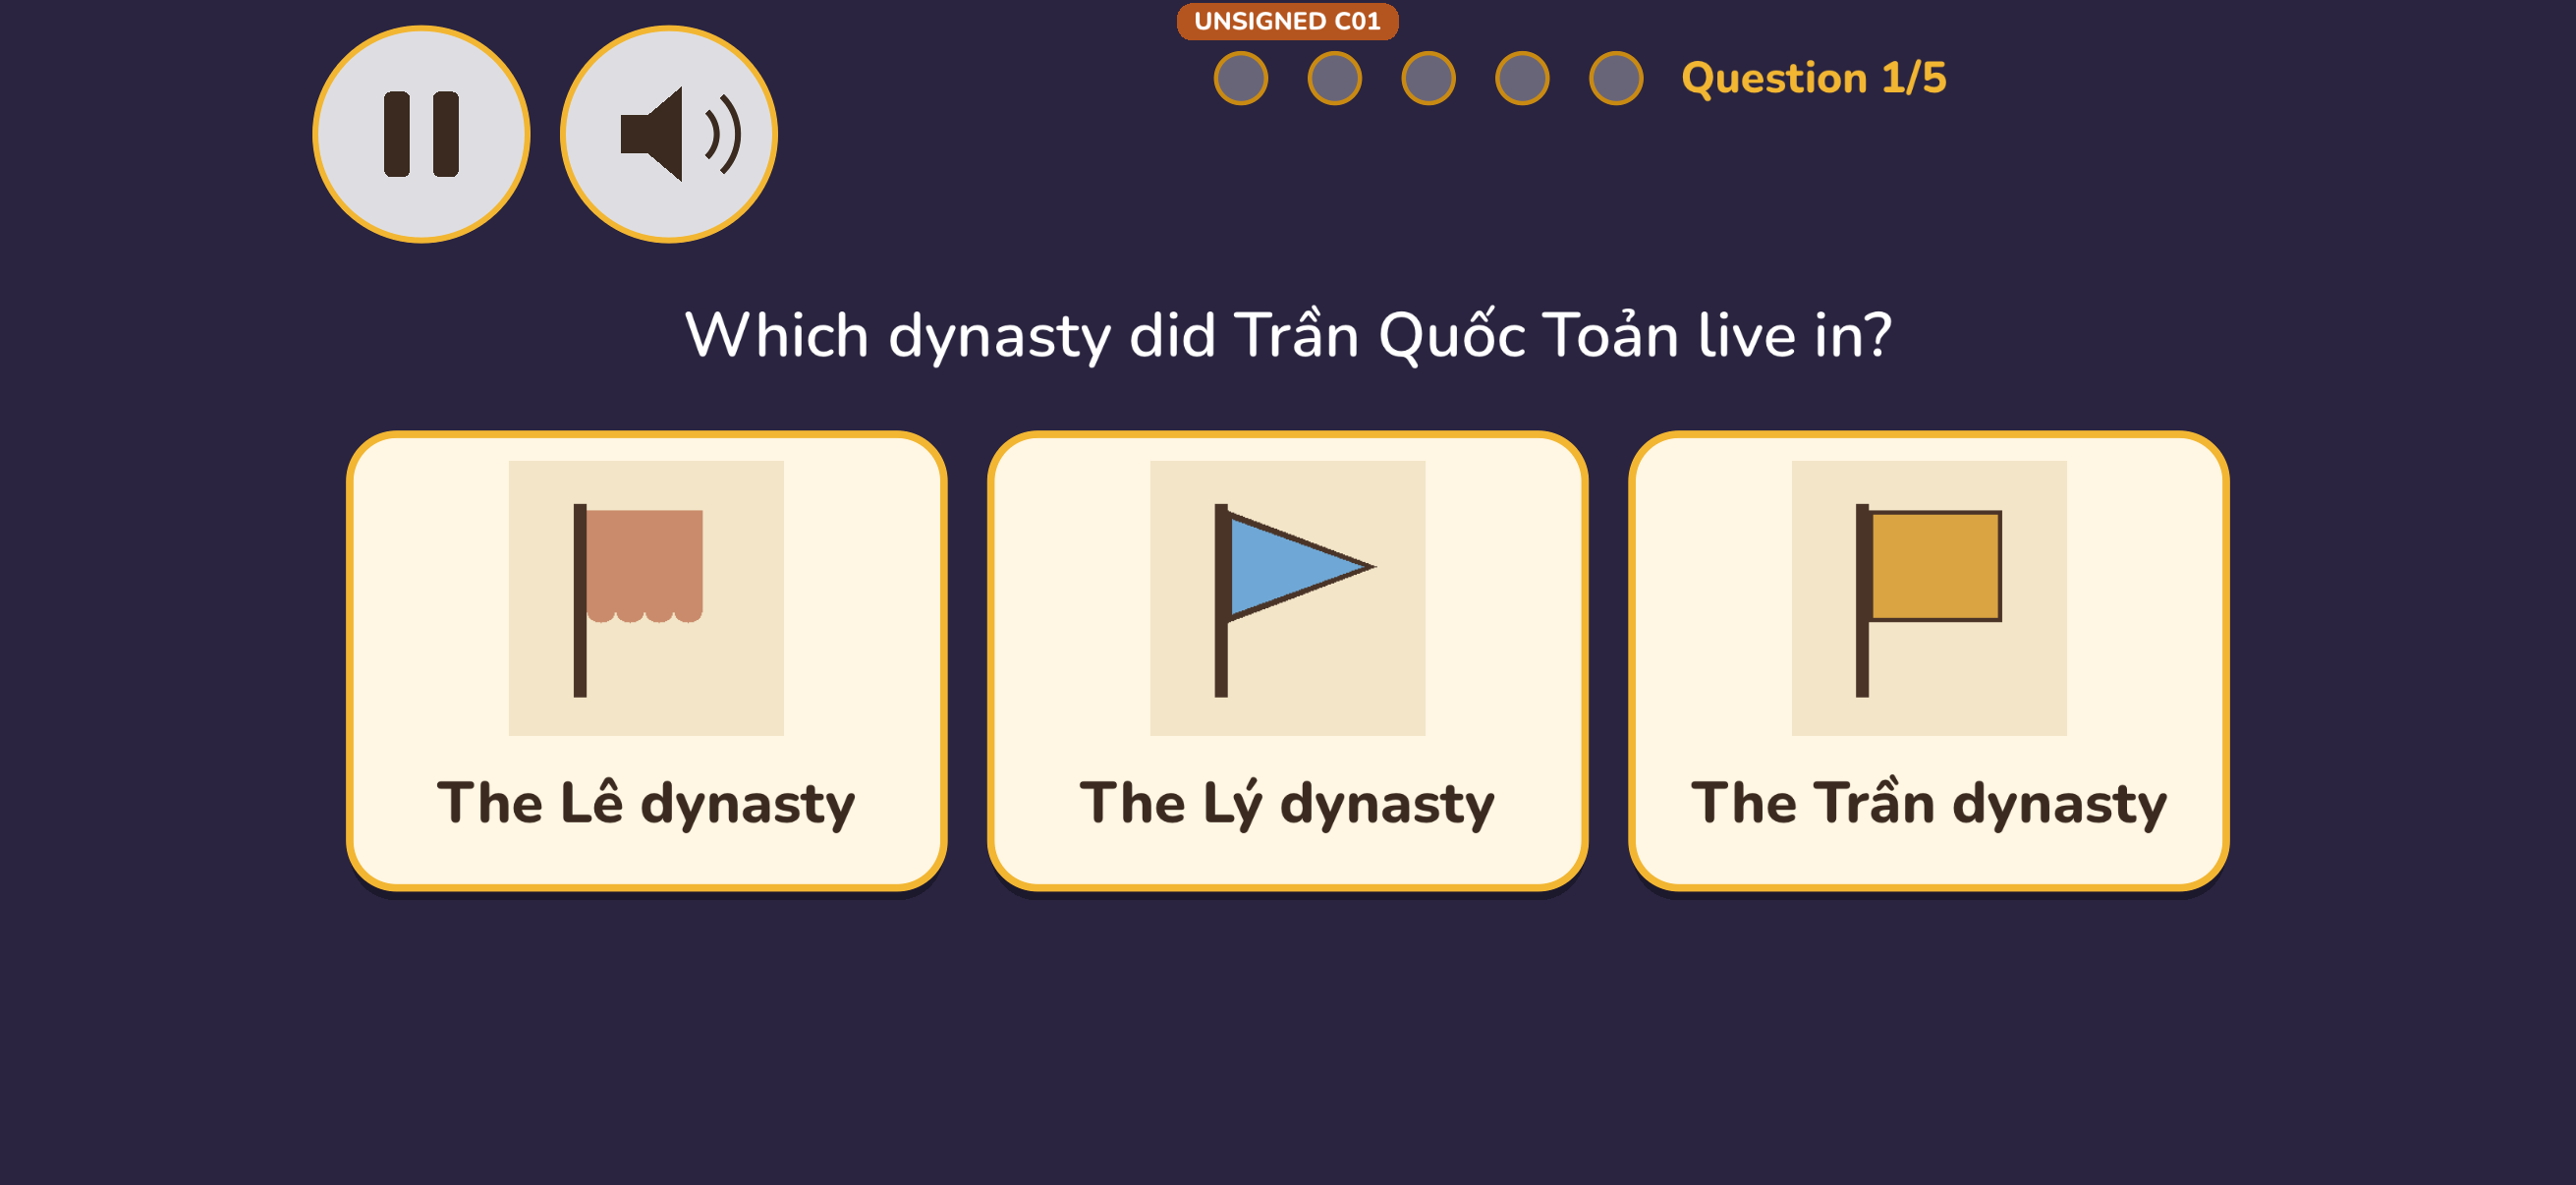 UNSIGNED C01
Question 1/5
Which dynasty did Trần Quốc Toản live in?
The Lê dynasty
The Lý dynasty
The Trần dynasty